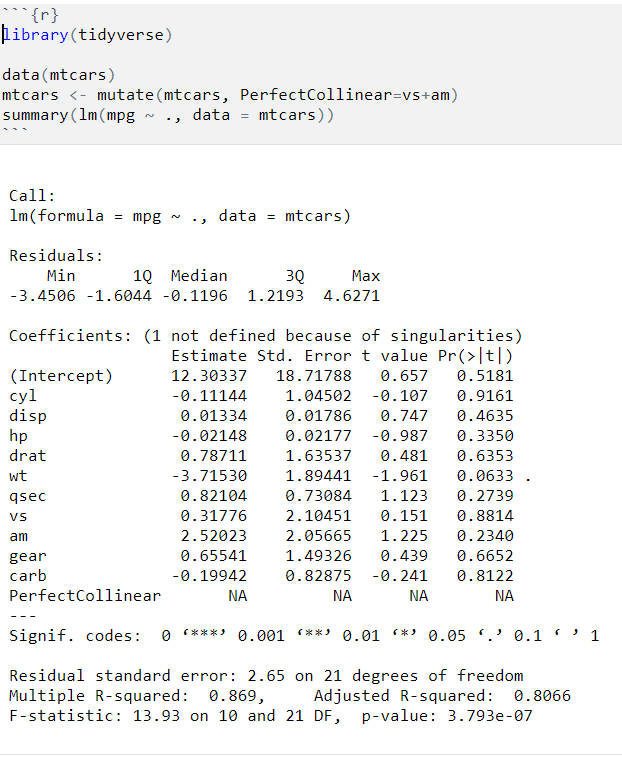 ```{r}
library(tidyverse)
data(mtcars)
mtcars <- mutate(mtcars, PerfectCollinear=vs+am)
summary(lm(mpg ~ ., data = mtcars))
```
Call:
lm(formula = mpg ~ ., data = mtcars)
Residuals:
    Min      1Q  Median      3Q     Max
-3.4506 -1.6044 -0.1196  1.2193  4.6271
Coefficients: (1 not defined because of singularities)
                 Estimate Std. Error t value Pr(>|t|)
(Intercept)      12.30337   18.71788   0.657   0.5181
cyl              -0.11144    1.04502  -0.107   0.9161
disp              0.01334    0.01786   0.747   0.4635
hp               -0.02148    0.02177  -0.987   0.3350
drat              0.78711    1.63537   0.481   0.6353
wt               -3.71530    1.89441  -1.961   0.0633 .
qsec              0.82104    0.73084   1.123   0.2739
vs                0.31776    2.10451   0.151   0.8814
am                2.52023    2.05665   1.225   0.2340
gear              0.65541    1.49326   0.439   0.6652
carb             -0.19942    0.82875  -0.241   0.8122
PerfectCollinear       NA         NA      NA       NA
---
Signif. codes:  0 ‘***’ 0.001 ‘**’ 0.01 ‘*’ 0.05 ‘.’ 0.1 ‘ ’ 1
Residual standard error: 2.65 on 21 degrees of freedom
Multiple R-squared:  0.869,	Adjusted R-squared:  0.8066
F-statistic: 13.93 on 10 and 21 DF,  p-value: 3.793e-07